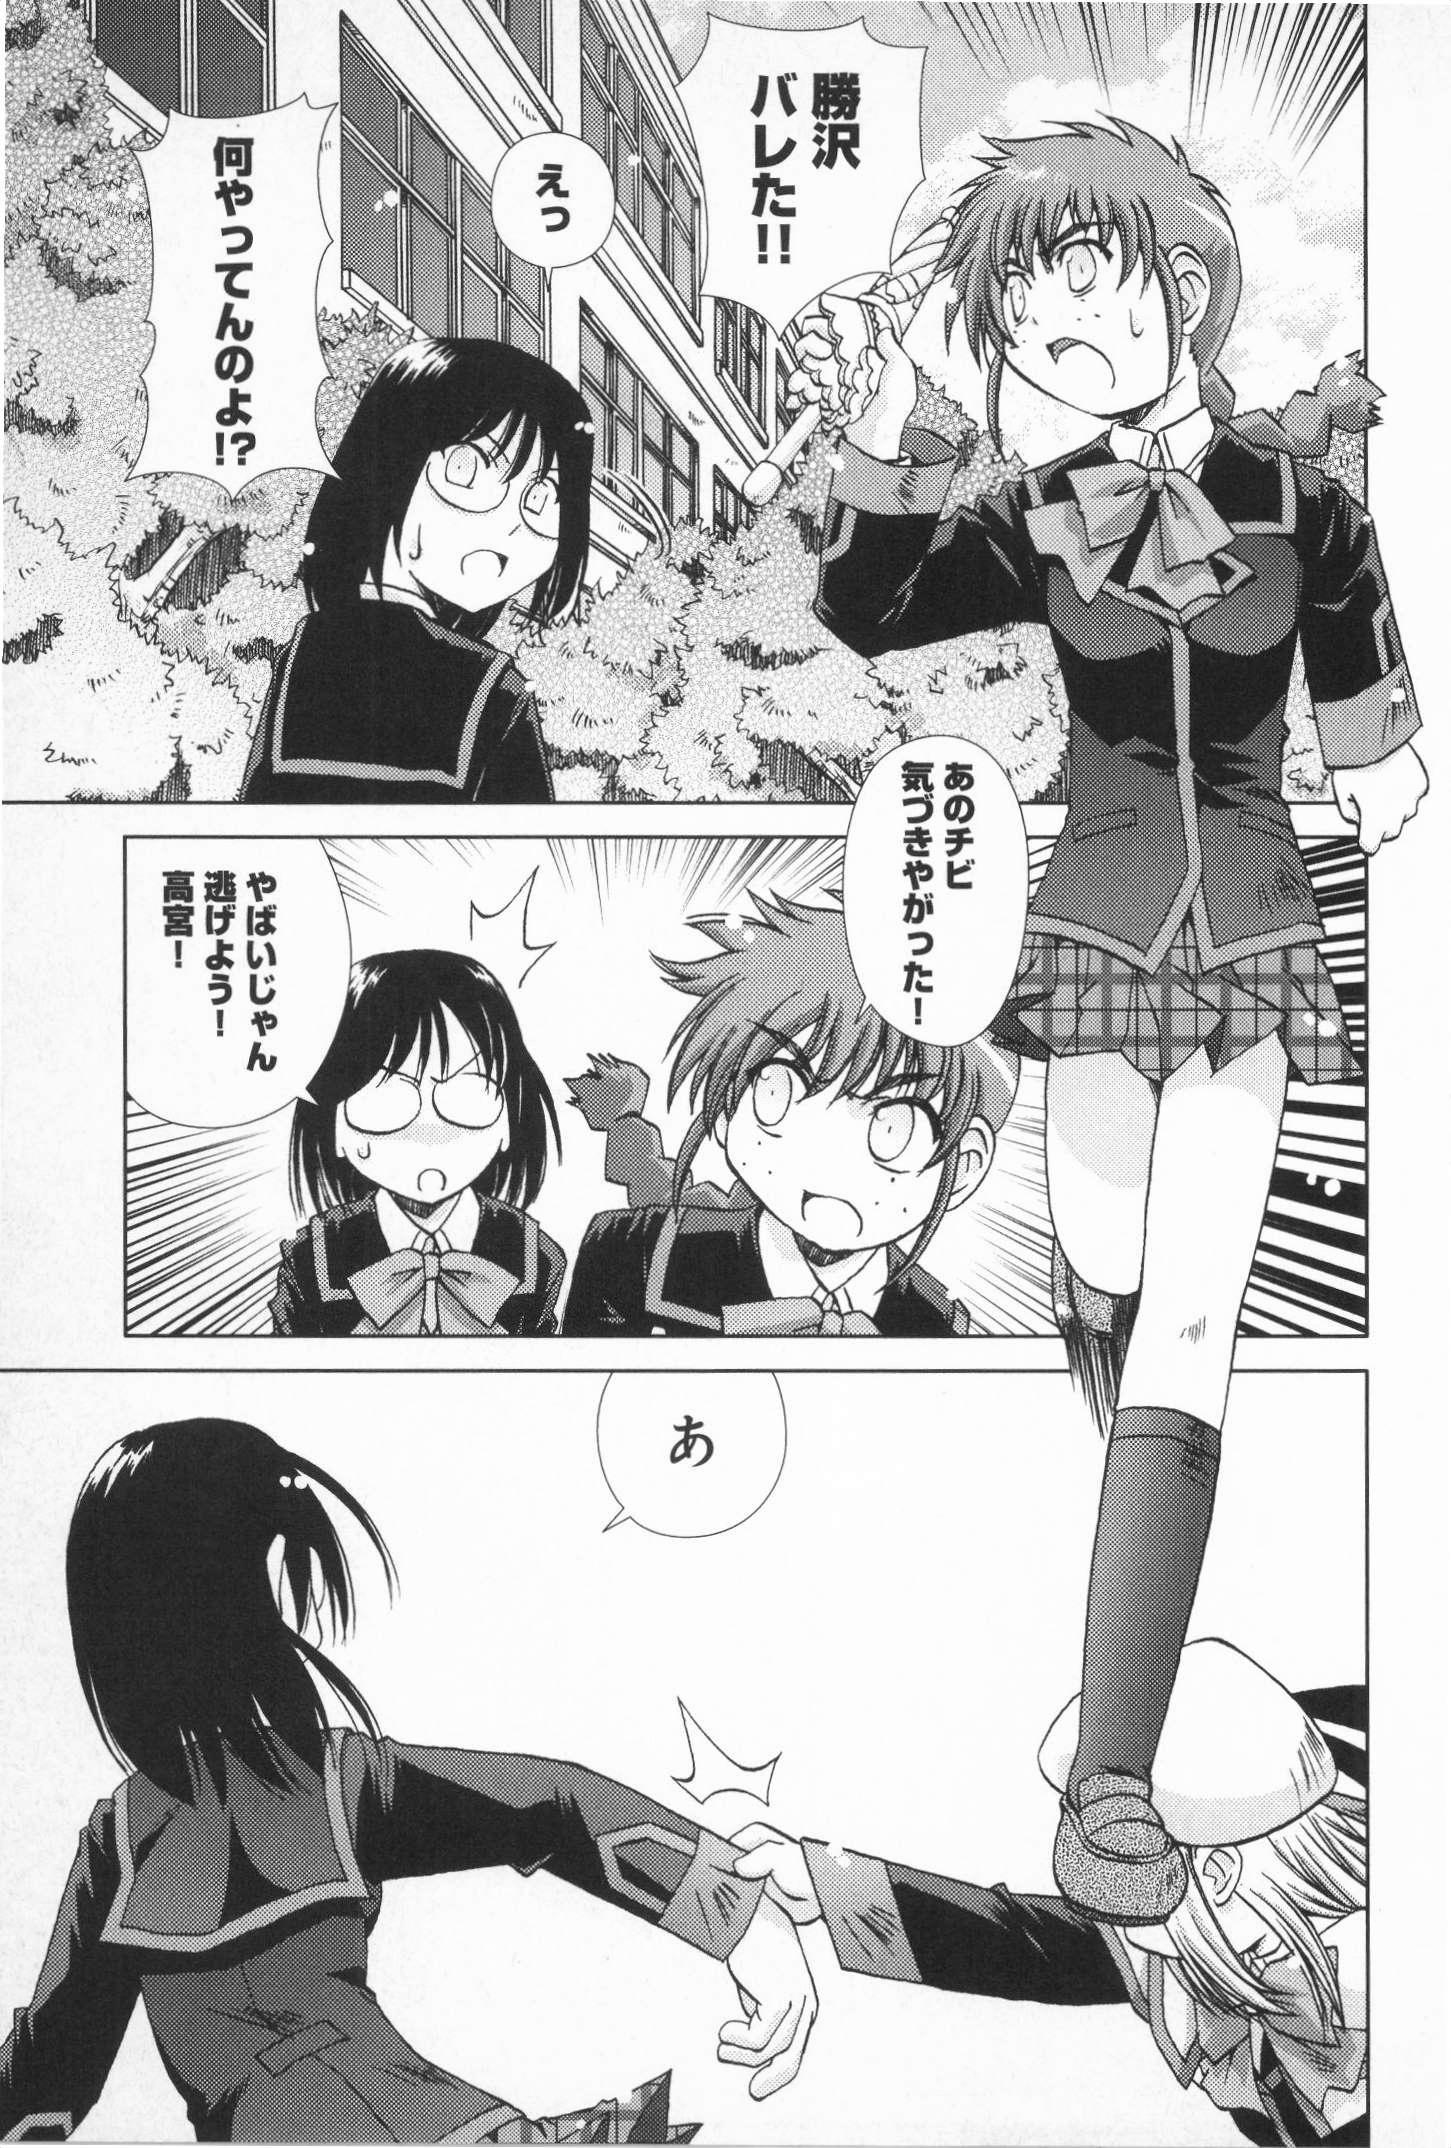 勝沢
バレた!!
えっ
何やってんのよ!?
あのチビ
気づきやがった!
やばいじゃん
逃げよう!
高宮!
あ